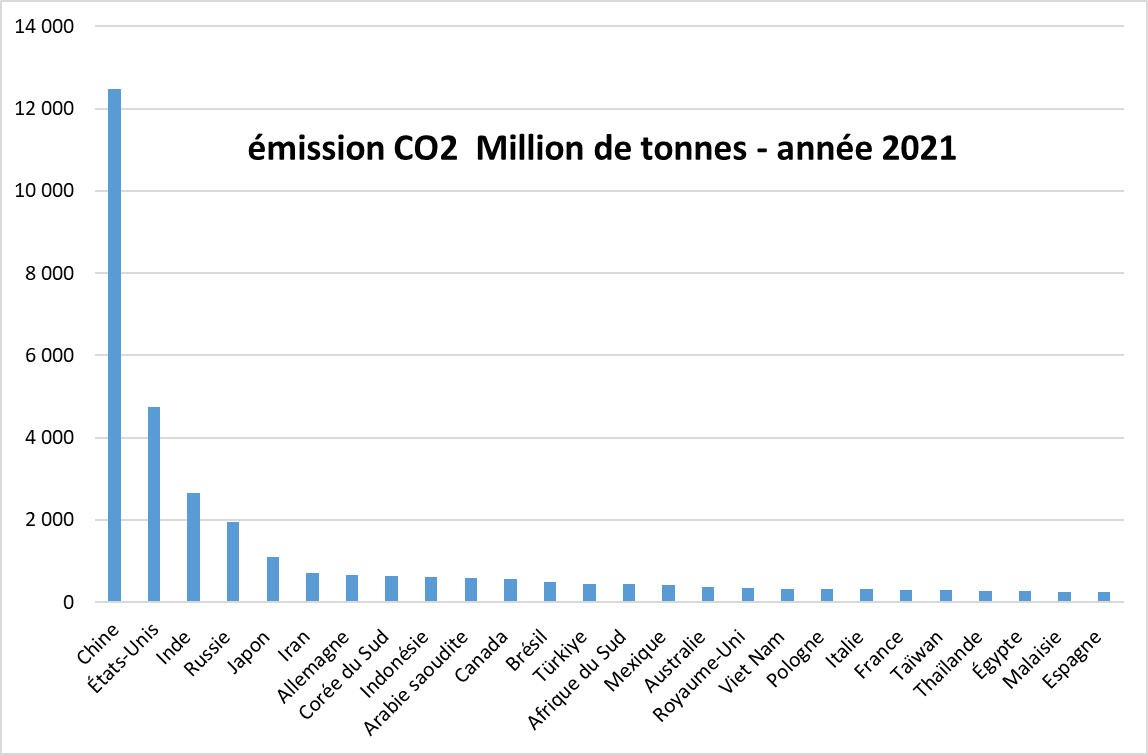 14 000
12 000
10 000
8 000
6 000
4 000
2 000
0
émission CO2  Million de tonnes - année 2021
Chine
États-Unis
Inde
Russie
Japon
Iran
Allemagne
Corée du Sud
Indonésie
Arabie saoudite
Canada
Brésil
Türkiye
Afrique du Sud
Mexique
Australie
Royaume-Uni
Viet Nam
Pologne
Italie
France
Taïwan
Thaïlande
Égypte
Malaisie
Espagne